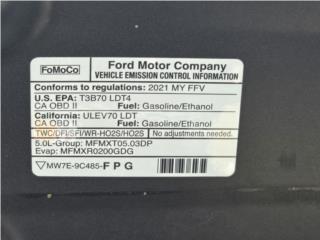 FoMoCo
Ford Motor Company
VEHICLE EMISSION CONTROL INFORMATION
Conforms to regulations: 2021 MY FFV
U.S. EPA: T3B70 LDT4
CA OBD II Fuel: Gasoline/Ethanol
California: ULEV70 LDT
CA OBD II Fuel: Gasoline/Ethanol
TWC/DFI/SFI/WR-HO2S/HO2S No adjustments needed.
5.0L-Group: MFMXT05.03DP
Evap: MFMXR0200GDG
MW7E-9C485-F P G